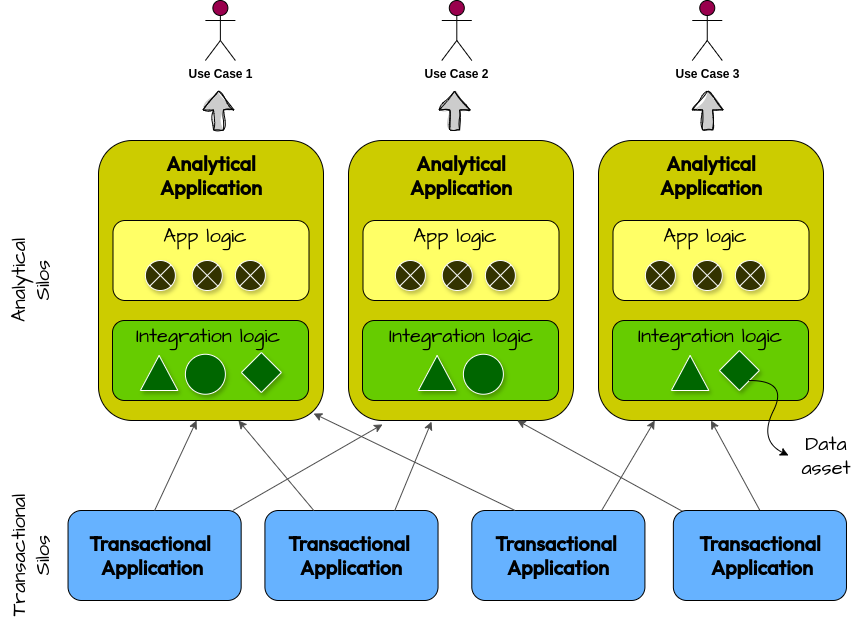 Use Case 1
Use Case 2
Use Case 3
Analytical
Application
Analytical
Application
Analytical
Application
App logic
App logic
App logic
Analytical
Silos
Integration logic
Integration logic
Integration logic
Data
asset
Transactional
Silos
Transactional
Application
Transactional
Application
Transactional
Application
Transactional
Application